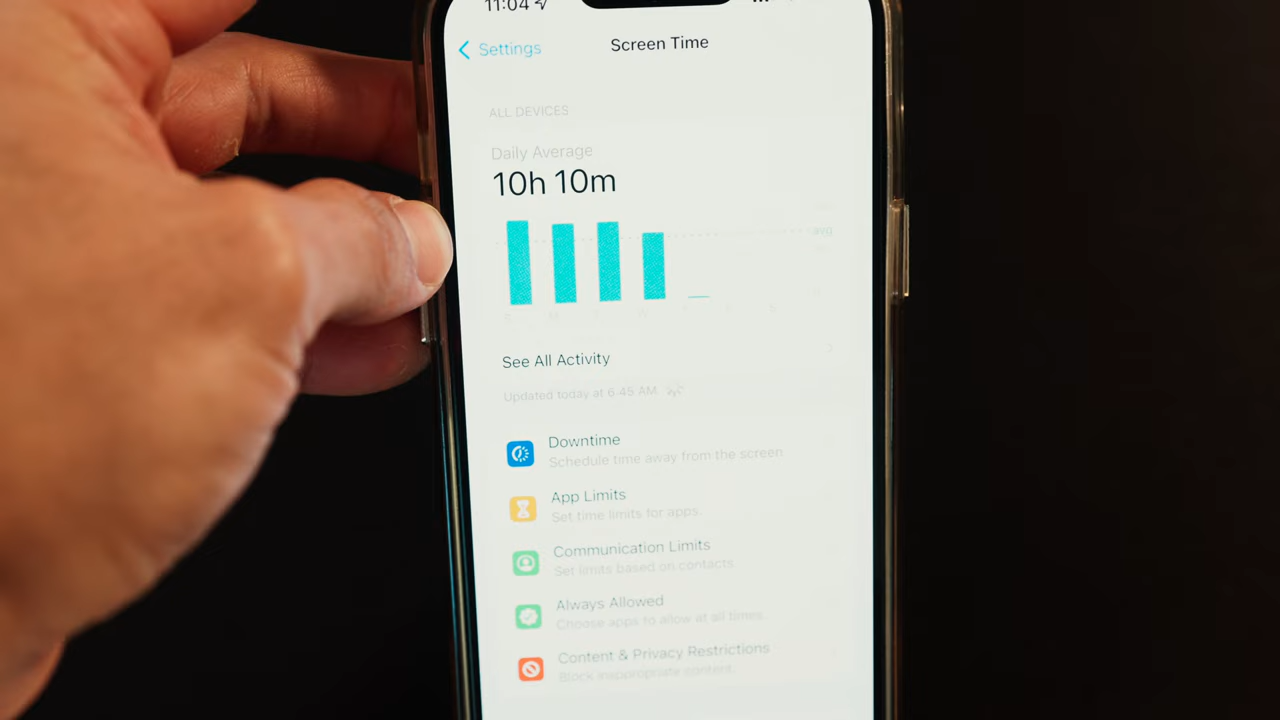 11:04
Settings
Screen Time
ALL DEVICES
Daily Average
10h 10m
avg
M
W
S
See All Activity
Updated today at 6:45 AM
Downtime
Schedule time away from the screen.
App Limits
Set time limits for apps.
Communication Limits
Set limits based on contacts.
Always Allowed
Choose apps to allow at all times.
Content & Privacy Restrictions
Block inappropriate content.